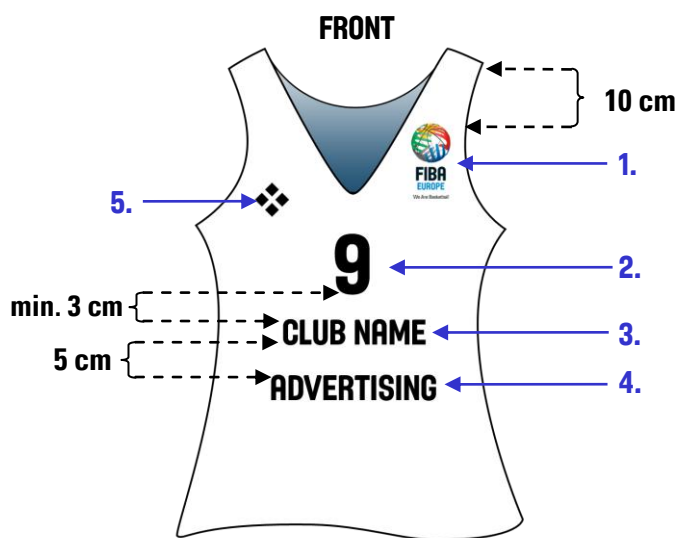 FRONT
10 cm
FIBA
EUROPE
We Are Basketball
1.
5.
9
2.
min. 3 cm
CLUB NAME
3.
5 cm
ADVERTISING
4.